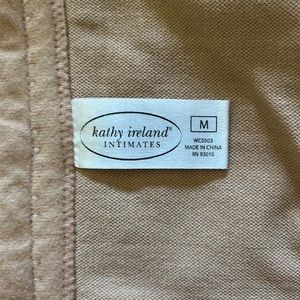 kathy ireland®
INTIMATES
M
WC0503
MADE IN CHINA
RN 93010